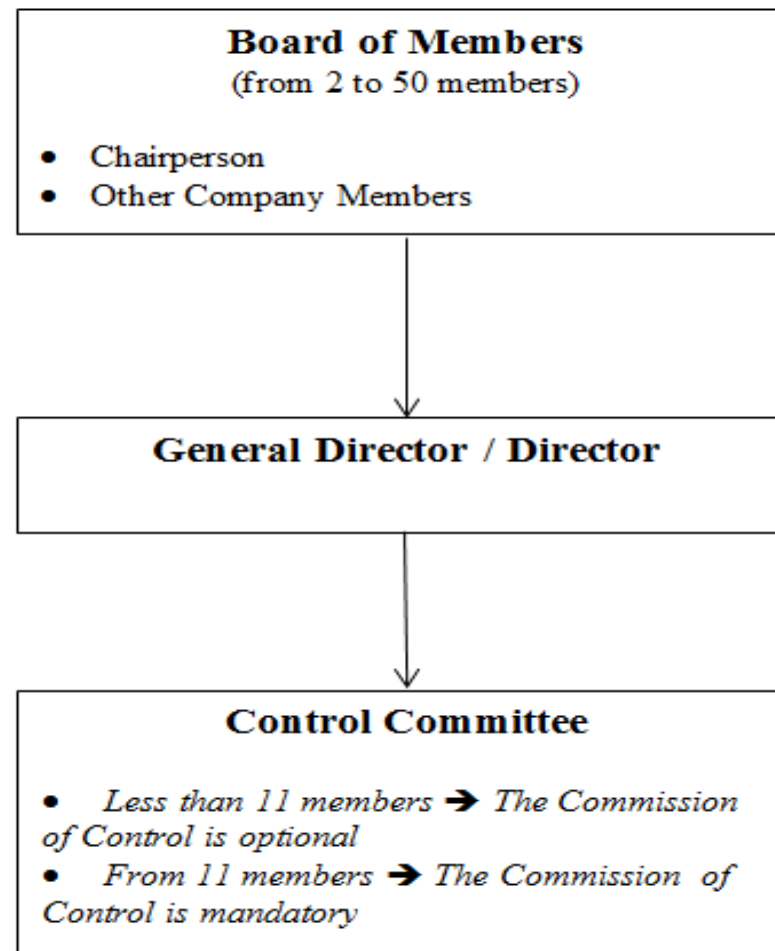 Board of Members
(from 2 to 50 members)
• Chairperson
• Other Company Members
General Director / Director
Control Committee
• Less than 11 members ➔ The Commission
of Control is optional
• From 11 members ➔ The Commission of
Control is mandatory